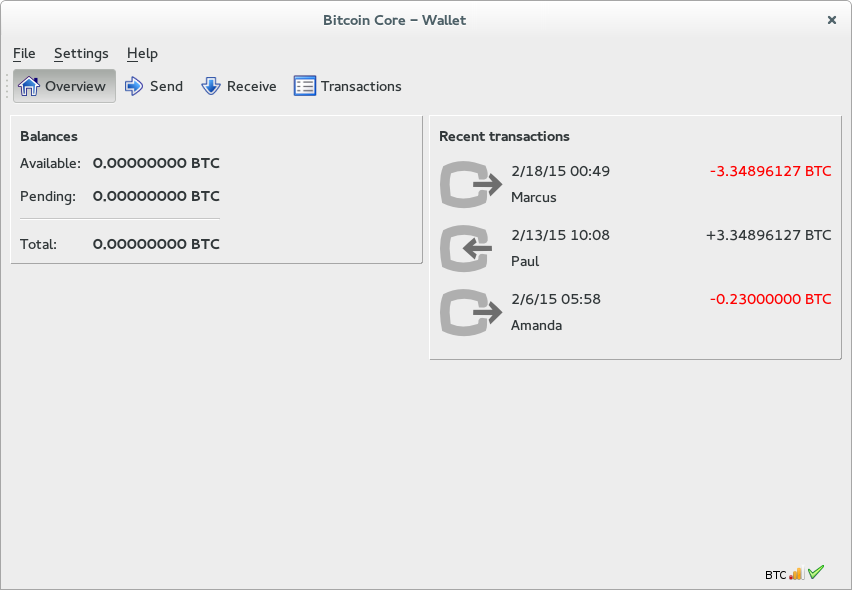 Bitcoin Core - Wallet
File Settings Help
Overview Send Receive Transactions
Balances
Available: 0.00000000 BTC
Pending: 0.00000000 BTC
Total: 0.00000000 BTC
Recent transactions
2/18/15 00:49 -3.34896127 BTC
Marcus
2/13/15 10:08 +3.34896127 BTC
Paul
2/6/15 05:58 -0.23000000 BTC
Amanda
BTC